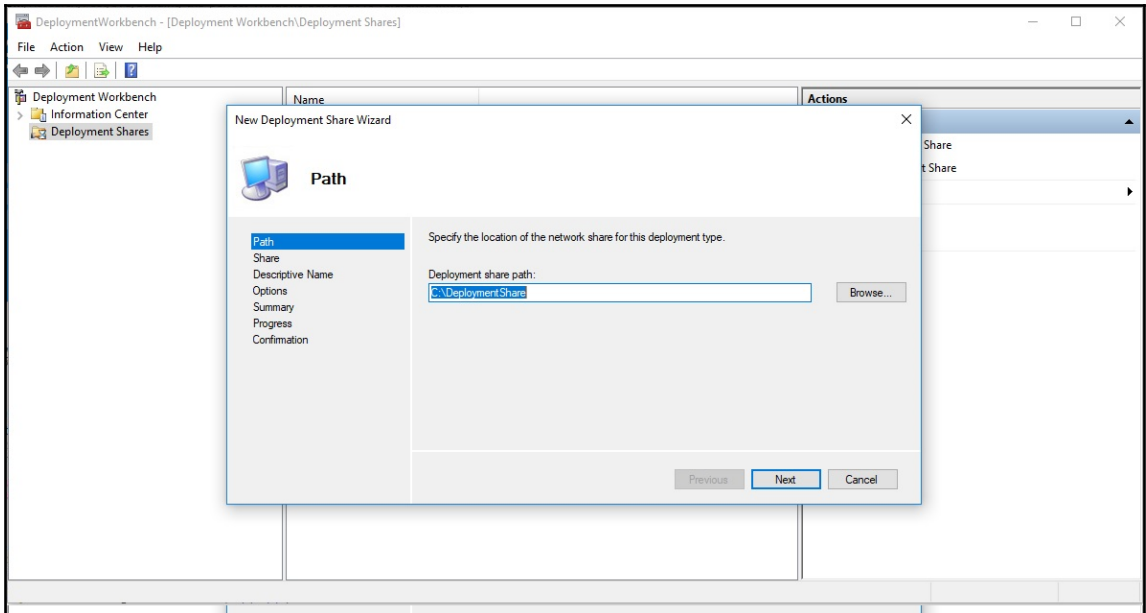 DeploymentWorkbench - [Deployment Workbench\Deployment Shares]
File Action View Help
Deployment Workbench
Information Center
Deployment Shares
Name
Actions
Share
t Share
New Deployment Share Wizard
Path
Path
Share
Descriptive Name
Options
Summary
Progress
Confirmation
Specify the location of the network share for this deployment type.
Deployment share path:
C:\DeploymentShare
Browse...
Previous Next Cancel